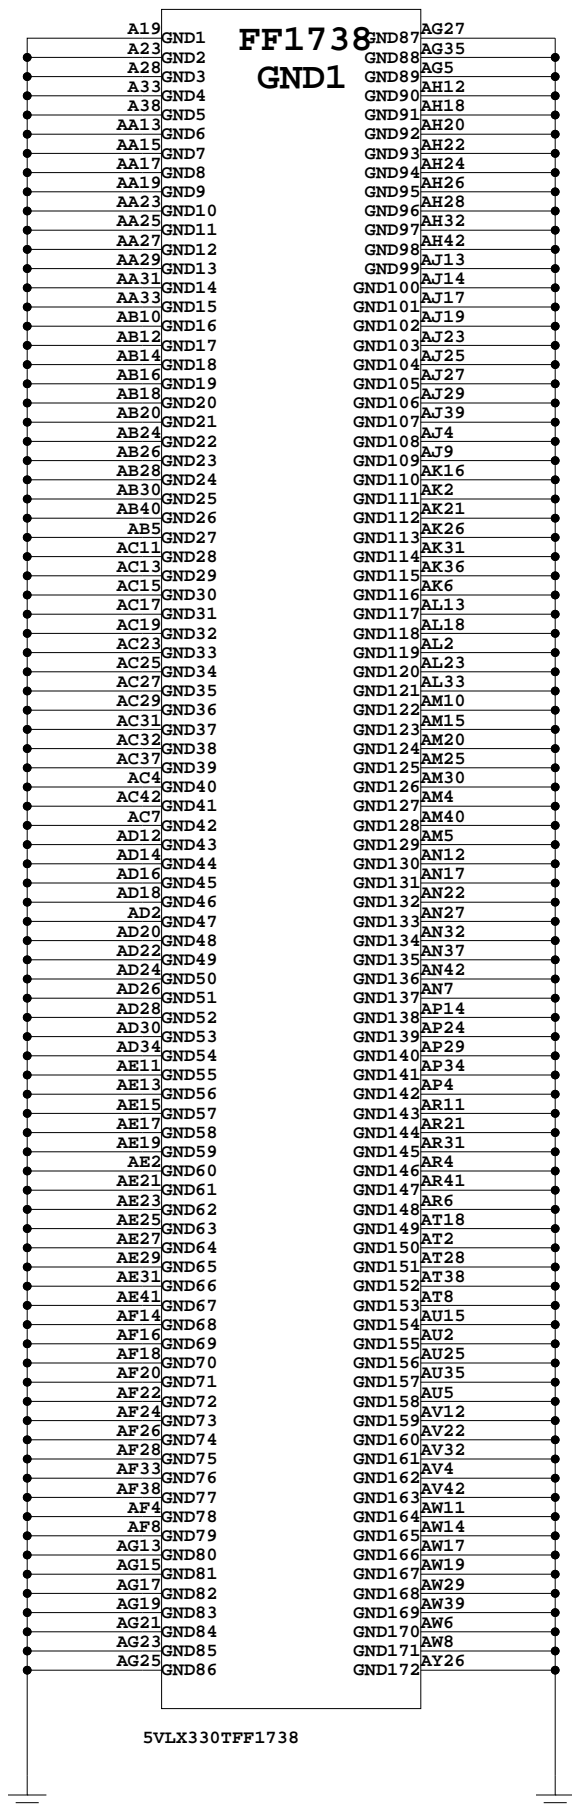 FF1738
GND1
A19 GND1 GND87 AG27
A23 GND2 GND88 AG35
A28 GND3 GND89 AG5
A33 GND4 GND90 AH12
A38 GND5 GND91 AH18
AA13 GND6 GND92 AH20
AA15 GND7 GND93 AH22
AA17 GND8 GND94 AH24
AA19 GND9 GND95 AH26
AA23 GND10 GND96 AH28
AA25 GND11 GND97 AH32
AA27 GND12 GND98 AH42
AA29 GND13 GND99 AJ13
AA31 GND14 GND100 AJ14
AA33 GND15 GND101 AJ17
AB10 GND16 GND102 AJ19
AB12 GND17 GND103 AJ23
AB14 GND18 GND104 AJ25
AB16 GND19 GND105 AJ27
AB18 GND20 GND106 AJ29
AB20 GND21 GND107 AJ39
AB24 GND22 GND108 AJ4
AB26 GND23 GND109 AJ9
AB28 GND24 GND110 AK16
AB30 GND25 GND111 AK2
AB40 GND26 GND112 AK21
AB5 GND27 GND113 AK26
AC11 GND28 GND114 AK31
AC13 GND29 GND115 AK36
AC15 GND30 GND116 AK6
AC17 GND31 GND117 AL13
AC19 GND32 GND118 AL18
AC23 GND33 GND119 AL2
AC25 GND34 GND120 AL23
AC27 GND35 GND121 AL33
AC29 GND36 GND122 AM10
AC31 GND37 GND123 AM15
AC32 GND38 GND124 AM20
AC37 GND39 GND125 AM25
AC4 GND40 GND126 AM30
AC42 GND41 GND127 AM4
AC7 GND42 GND128 AM40
AD12 GND43 GND129 AM5
AD14 GND44 GND130 AN12
AD16 GND45 GND131 AN17
AD18 GND46 GND132 AN22
AD2 GND47 GND133 AN27
AD20 GND48 GND134 AN32
AD22 GND49 GND135 AN37
AD24 GND50 GND136 AN42
AD26 GND51 GND137 AN7
AD28 GND52 GND138 AP14
AD30 GND53 GND139 AP24
AD34 GND54 GND140 AP29
AE11 GND55 GND141 AP34
AE13 GND56 GND142 AP4
AE15 GND57 GND143 AR11
AE17 GND58 GND144 AR21
AE19 GND59 GND145 AR31
AE2 GND60 GND146 AR4
AE21 GND61 GND147 AR41
AE23 GND62 GND148 AR6
AE25 GND63 GND149 AT18
AE27 GND64 GND150 AT2
AE29 GND65 GND151 AT28
AE31 GND66 GND152 AT38
AE41 GND67 GND153 AT8
AF14 GND68 GND154 AU15
AF16 GND69 GND155 AU2
AF18 GND70 GND156 AU25
AF20 GND71 GND157 AU35
AF22 GND72 GND158 AU5
AF24 GND73 GND159 AV12
AF26 GND74 GND160 AV22
AF28 GND75 GND161 AV32
AF33 GND76 GND162 AV4
AF38 GND77 GND163 AV42
AF4 GND78 GND164 AW11
AF8 GND79 GND165 AW14
AG13 GND80 GND166 AW17
AG15 GND81 GND167 AW19
AG17 GND82 GND168 AW29
AG19 GND83 GND169 AW39
AG21 GND84 GND170 AW6
AG23 GND85 GND171 AW8
AG25 GND86 GND172 AY26
5VLX330TFF1738